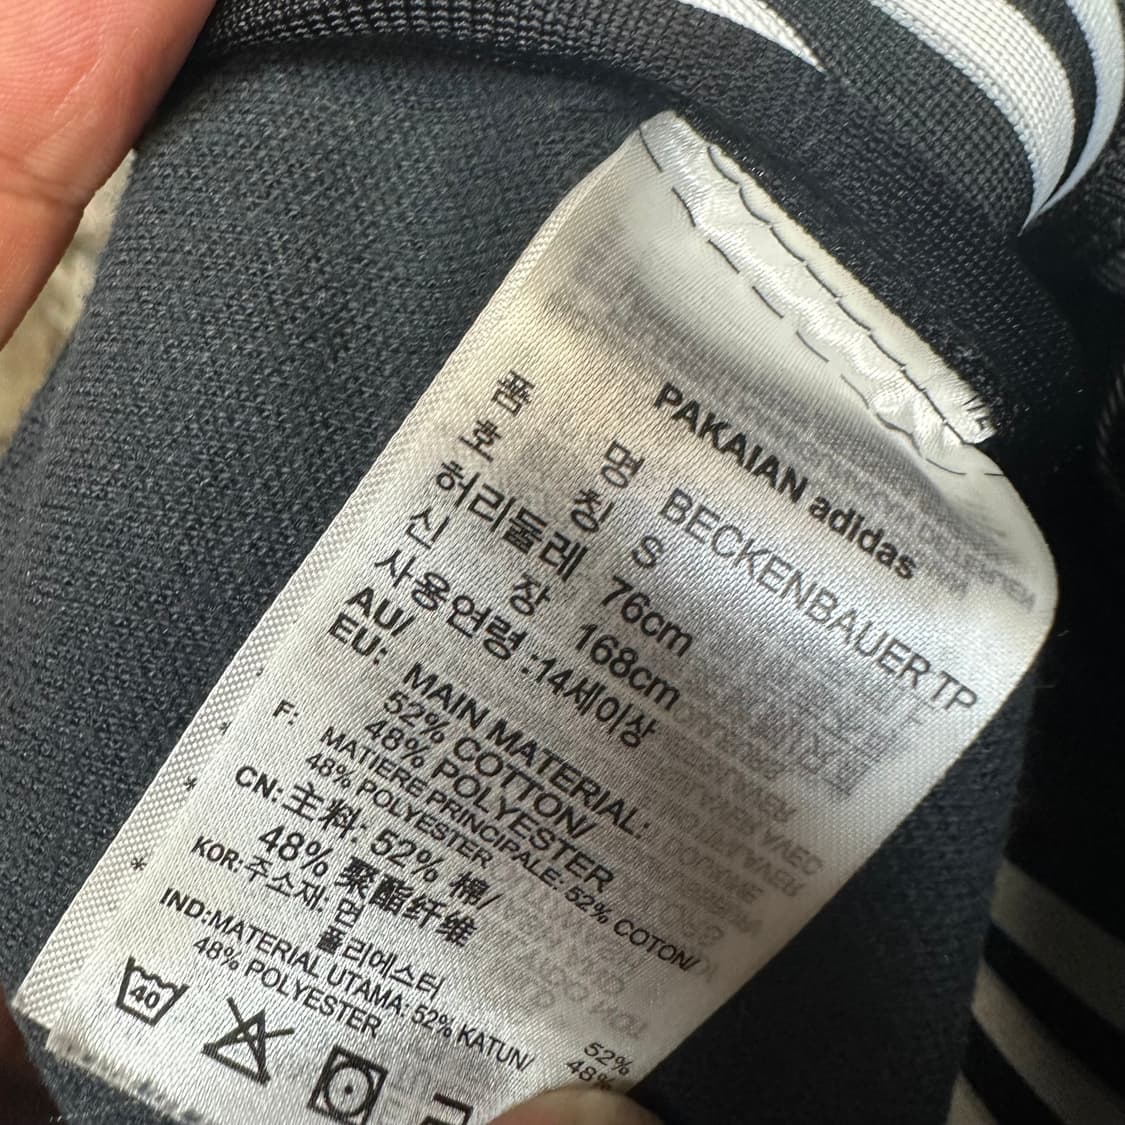 PAKAIAN adidas
품 명 BECKENBAUER TP
호 칭 S
허리둘레 76cm
신 장 168cm
사용연령 :14세이상
AU/
EU: MAIN MATERIAL:
52% COTTON/
48% POLYESTER
F: MATIERE PRINCIPALE: 52% COTON/
48% POLYESTER
CN: 主料: 52% 棉/
48% 聚酯纤维
KOR: 주소재: 면 52%
폴리에스터 48%
IND:MATERIAL UTAMA: 52% KATUN/
48% POLYESTER
40